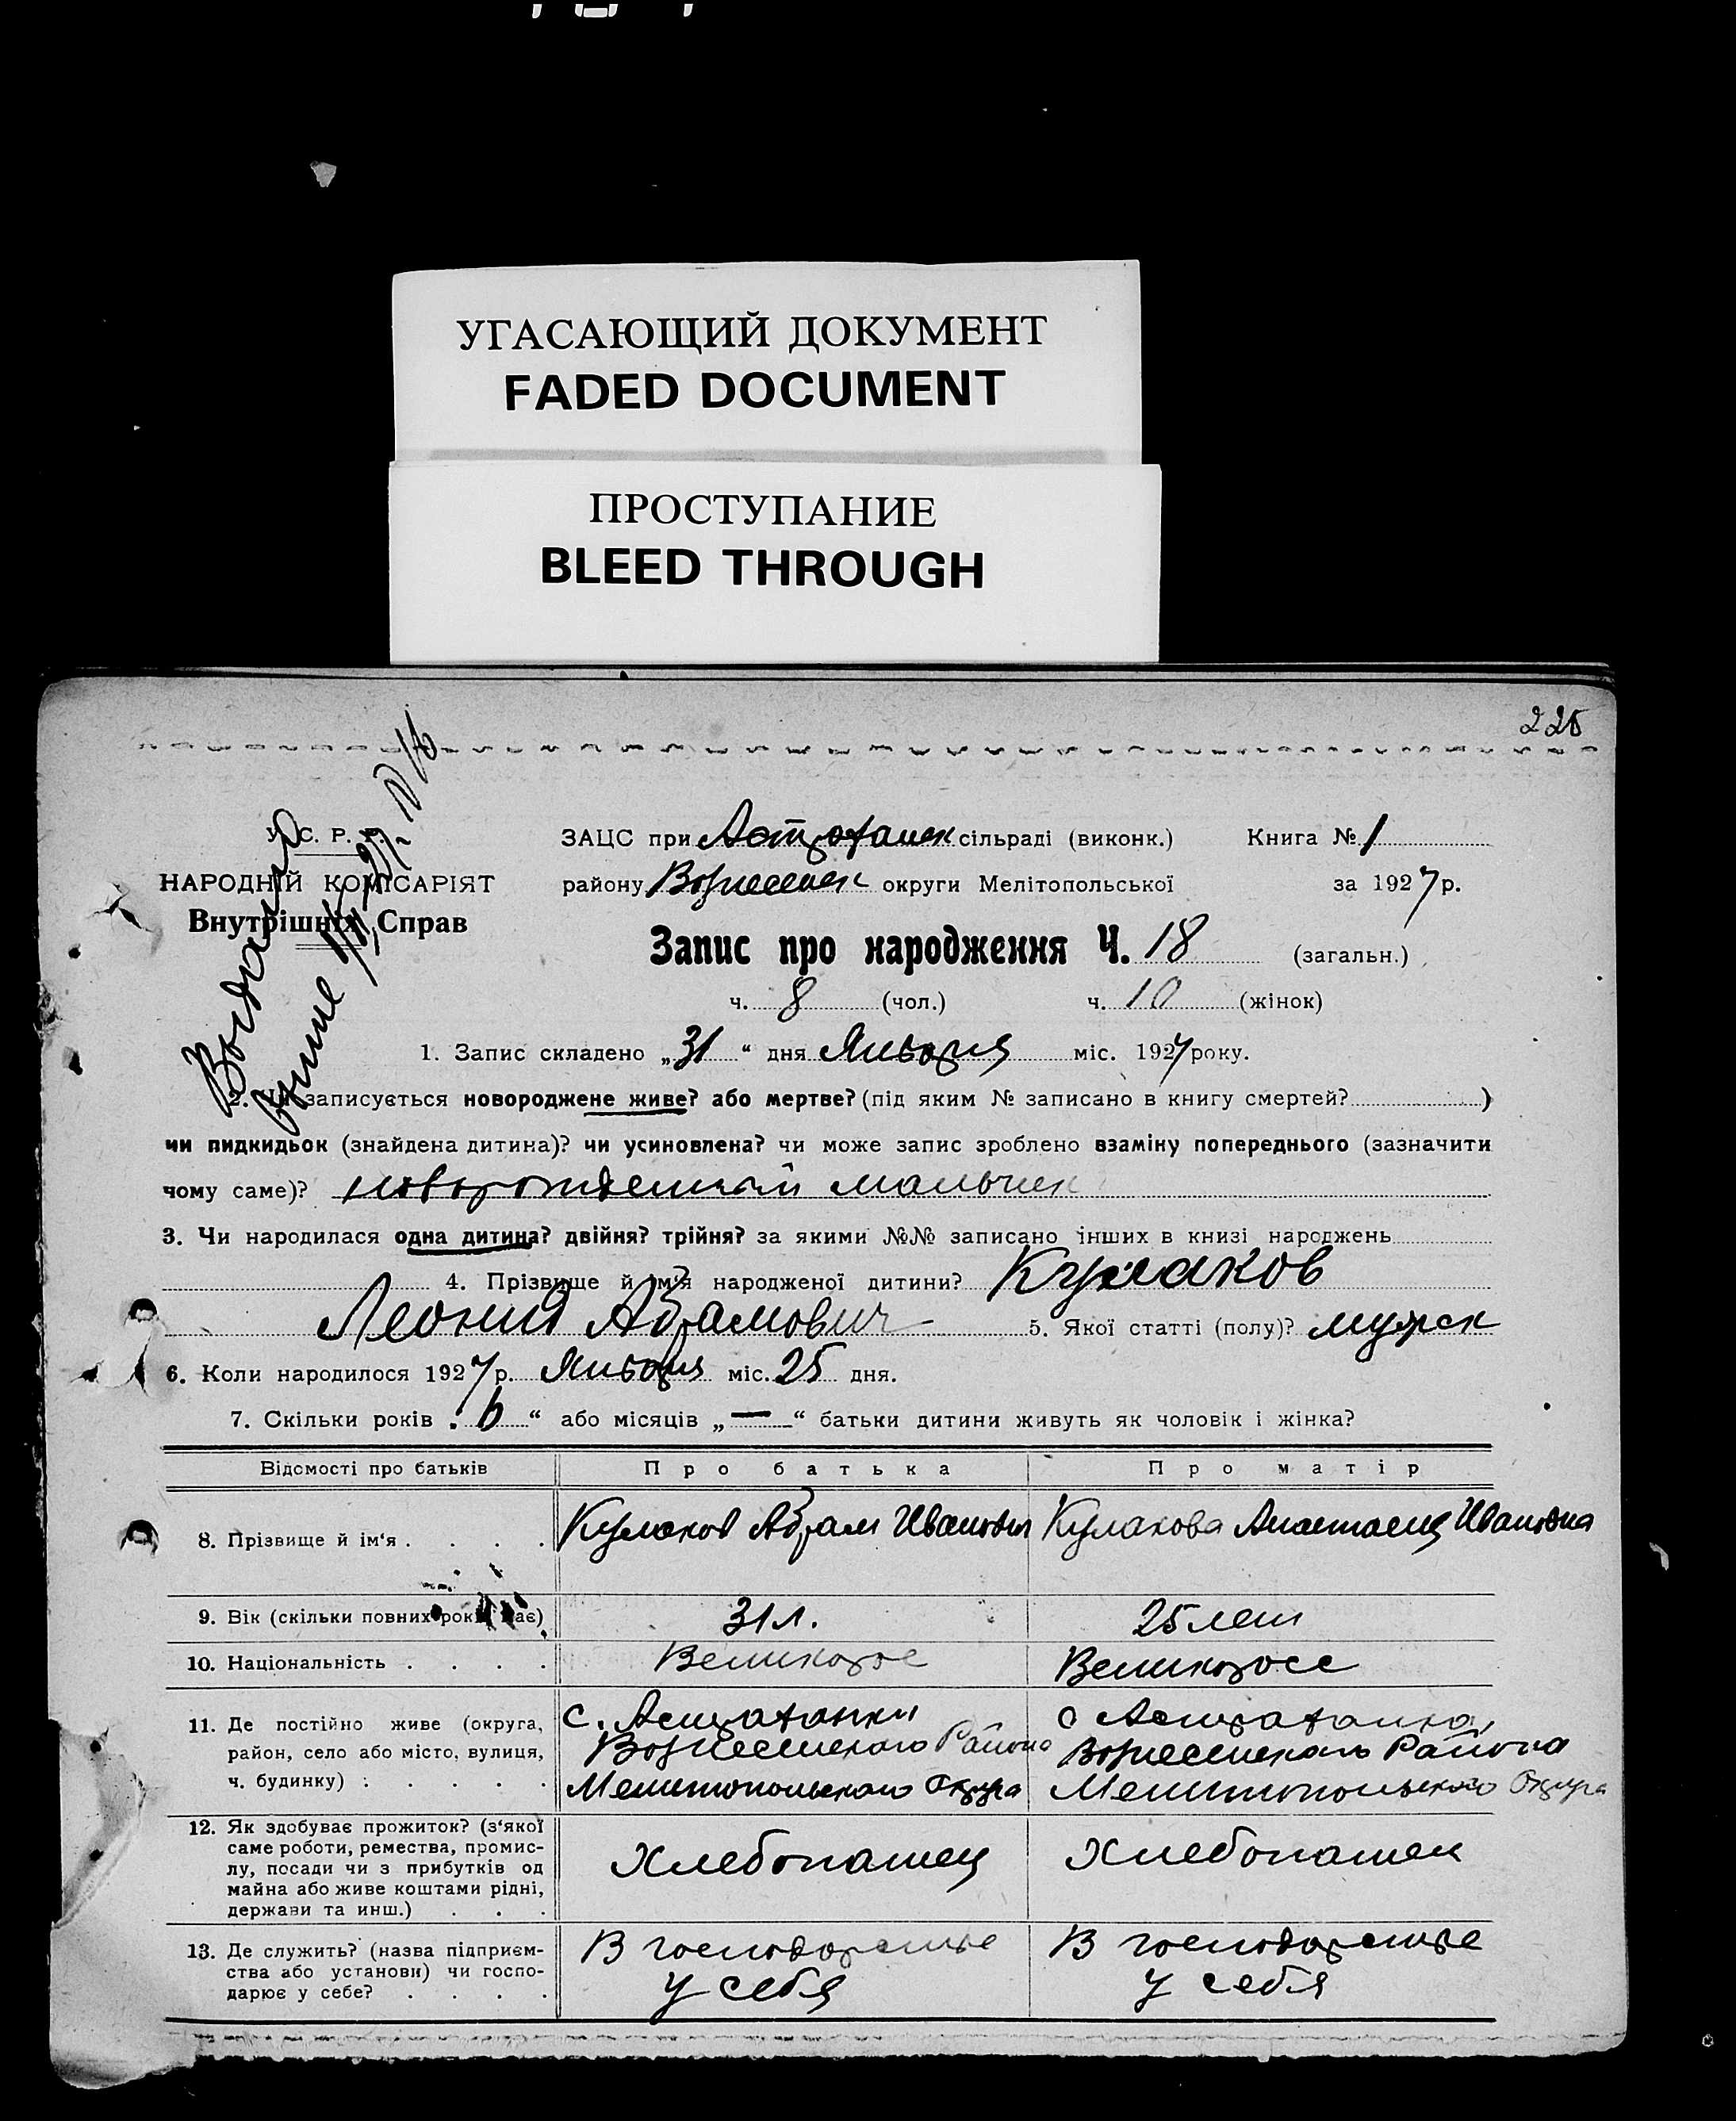 УГАСАЮЩИЙ ДОКУМЕНТ
FADED DOCUMENT
ПРОСТУПАНИЕ
BLEED THROUGH
225
У. С. Р. Р.
НАРОДНІЙ КОМІСАРІЯТ
Внутрішніх Справ
ЗАЦС при Астрахан сільраді (виконк.) Книга № 1
району Вознесенск округи Мелітопольської за 1927 р.
Запис про народження Ч. 18 (загальн.)
ч. 8 (чол.) ч. 10 (жінок)
1. Запис складено „31“ дня Января міс. 1927 року.
2. Чи записується новороджене живе? або мертве? (під яким № записано в книгу смертей? )
чи пидкидьок (знайдена дитина)? чи усиновлена? чи може запис зроблено взаміну попереднього (зазначити
чому саме)? новорожденный мальчик
3. Чи народилася одна дитина? двійня? трійня? за якими №№ записано інших в книзі народжень
4. Прізвище й ім‘я народженої дитини? Кулаков
Леонид Абрамович 5. Якої статті (полу)? мужск
6. Коли народилося 1927 р. Января міс. 25 дня.
7. Скільки років „6“ або місяців „—“ батьки дитини живуть як чоловік і жінка?
Відомості про батьків Про батька Про матір
8. Прізвище й ім‘я . . . . Кулаков Абрам Иванович Кулакова Анастасия Ивановна
9. Вік (скільки повних років має) 31 л. 25 лет
10. Національність . . . . Великорос Великоросс
11. Де постійно живе (округа, с. Астраханки с Астраханка,
район, село або місто, вулиця, Вознесенского Района Вознесенского Района
ч. будинку) . . . . . Мелитопольского Округа Мелитопольского Округа
12. Як здобуває прожиток? (з‘якої
саме роботи, ремества, промис-
лу, посади чи з прибутків од Хлебопашец Хлебопашец
майна або живе коштами рідні,
держави та инш.) . . .
13. Де служить? (назва підприєм- В господарстве В господарстве
ства або установи) чи госпо- у себя у себя
дарює у себе? . . . .